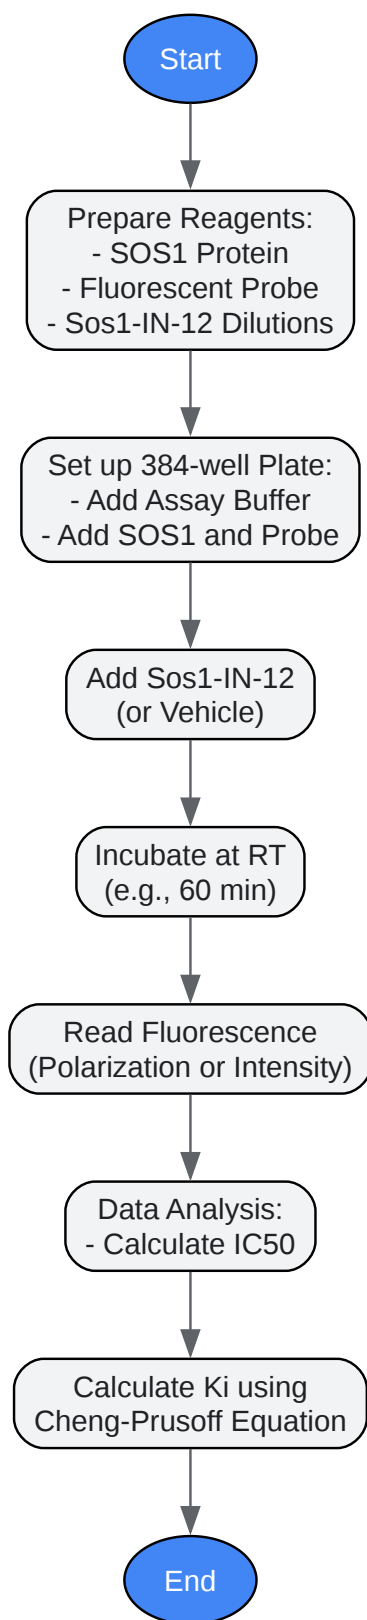 Start
Prepare Reagents:
- SOS1 Protein
- Fluorescent Probe
- Sos1-IN-12 Dilutions
Set up 384-well Plate:
- Add Assay Buffer
- Add SOS1 and Probe
Add Sos1-IN-12
(or Vehicle)
Incubate at RT
(e.g., 60 min)
Read Fluorescence
(Polarization or Intensity)
Data Analysis:
- Calculate IC50
Calculate Ki using
Cheng-Prusoff Equation
End